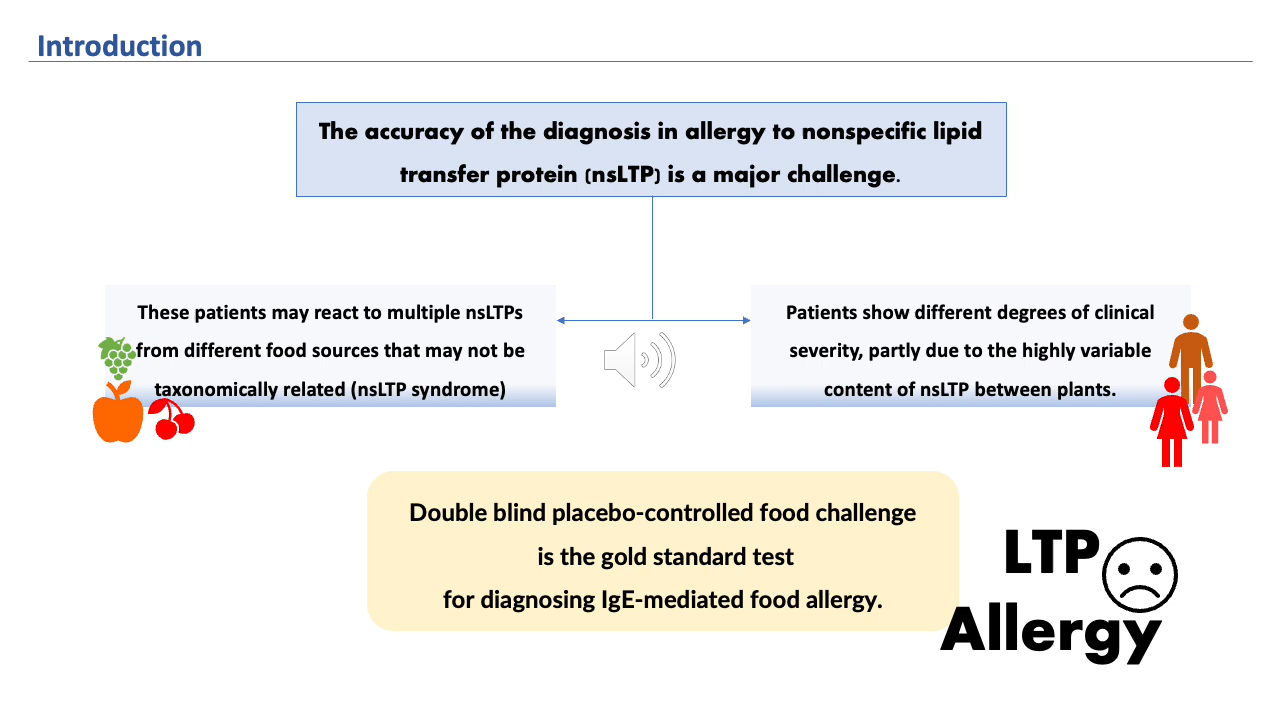 Introduction
The accuracy of the diagnosis in allergy to nonspecific lipid
transfer protein (nsLTP) is a major challenge.
These patients may react to multiple nsLTPs
from different food sources that may not be
taxonomically related (nsLTP syndrome)
Patients show different degrees of clinical
severity, partly due to the highly variable
content of nsLTP between plants.
Double blind placebo-controlled food challenge
is the gold standard test
for diagnosing IgE-mediated food allergy.
LTP
Allergy